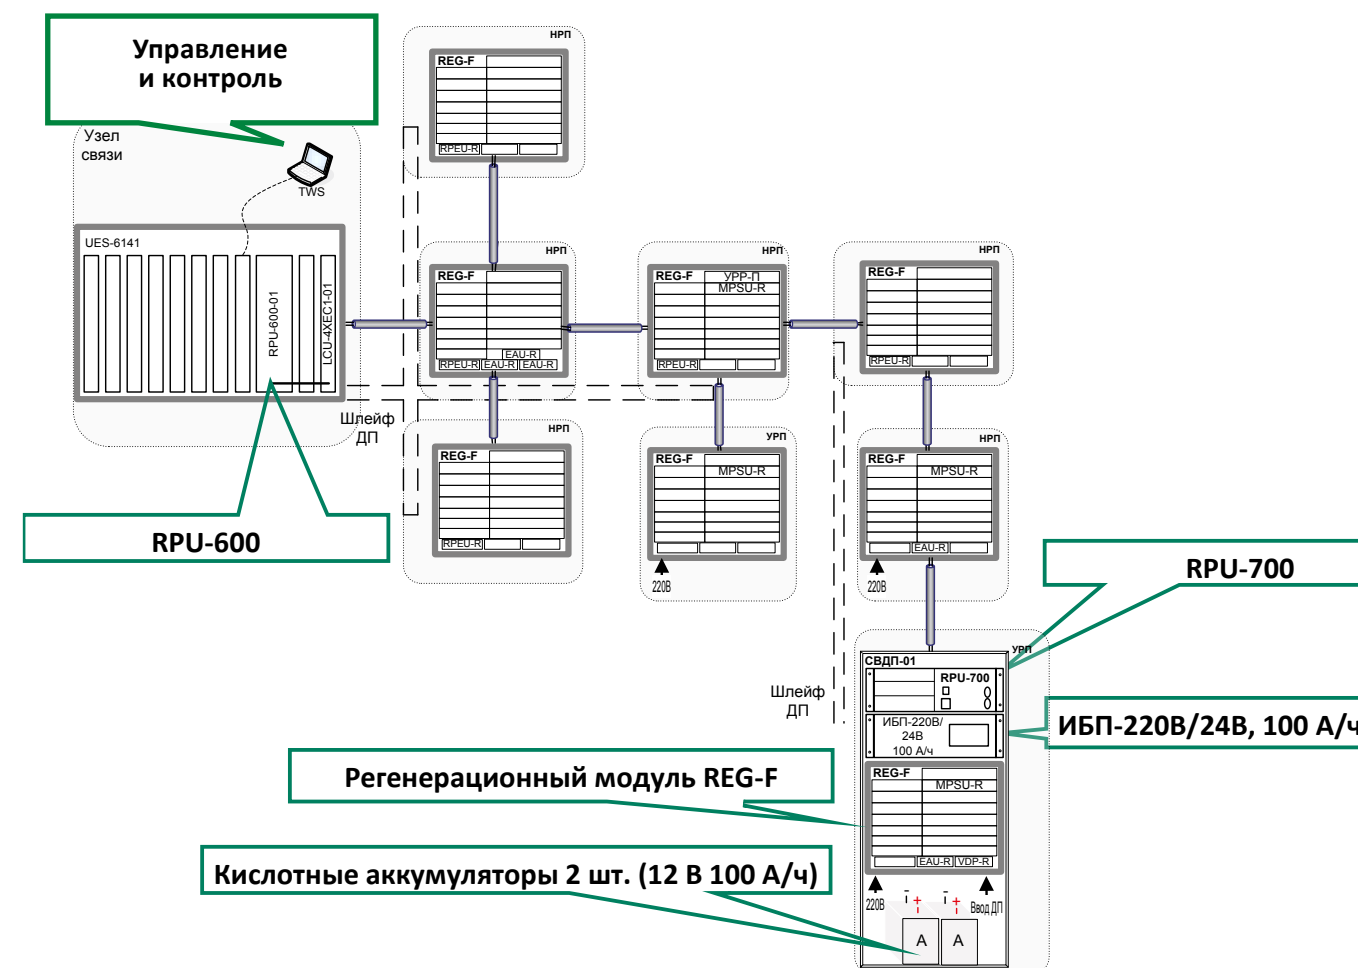 Управление
и контроль
Узел
связи
TWS
UES-6141
RPU-600-01
LCU-4XEC1-01
Шлейф
ДП
RPU-600
НРП
REG-F
RPEU-R
НРП
REG-F
EAU-R
RPEU-R EAU-R EAU-R
НРП
REG-F УРР-П
MPSU-R
RPEU-R
НРП
REG-F
RPEU-R
НРП
REG-F
RPEU-R
УРП
REG-F
MPSU-R
220В
НРП
REG-F
MPSU-R
EAU-R
220В
RPU-700
УРП
СВДП-01
RPU-700
Шлейф
ДП
ИБП-220В/
24В
100 А/ч
ИБП-220В/24В, 100 А/ч
Регенерационный модуль REG-F
REG-F
MPSU-R
EAU-R VDP-R
Кислотные аккумуляторы 2 шт. (12 В 100 А/ч)
220В
- + - +
Ввод ДП
А А